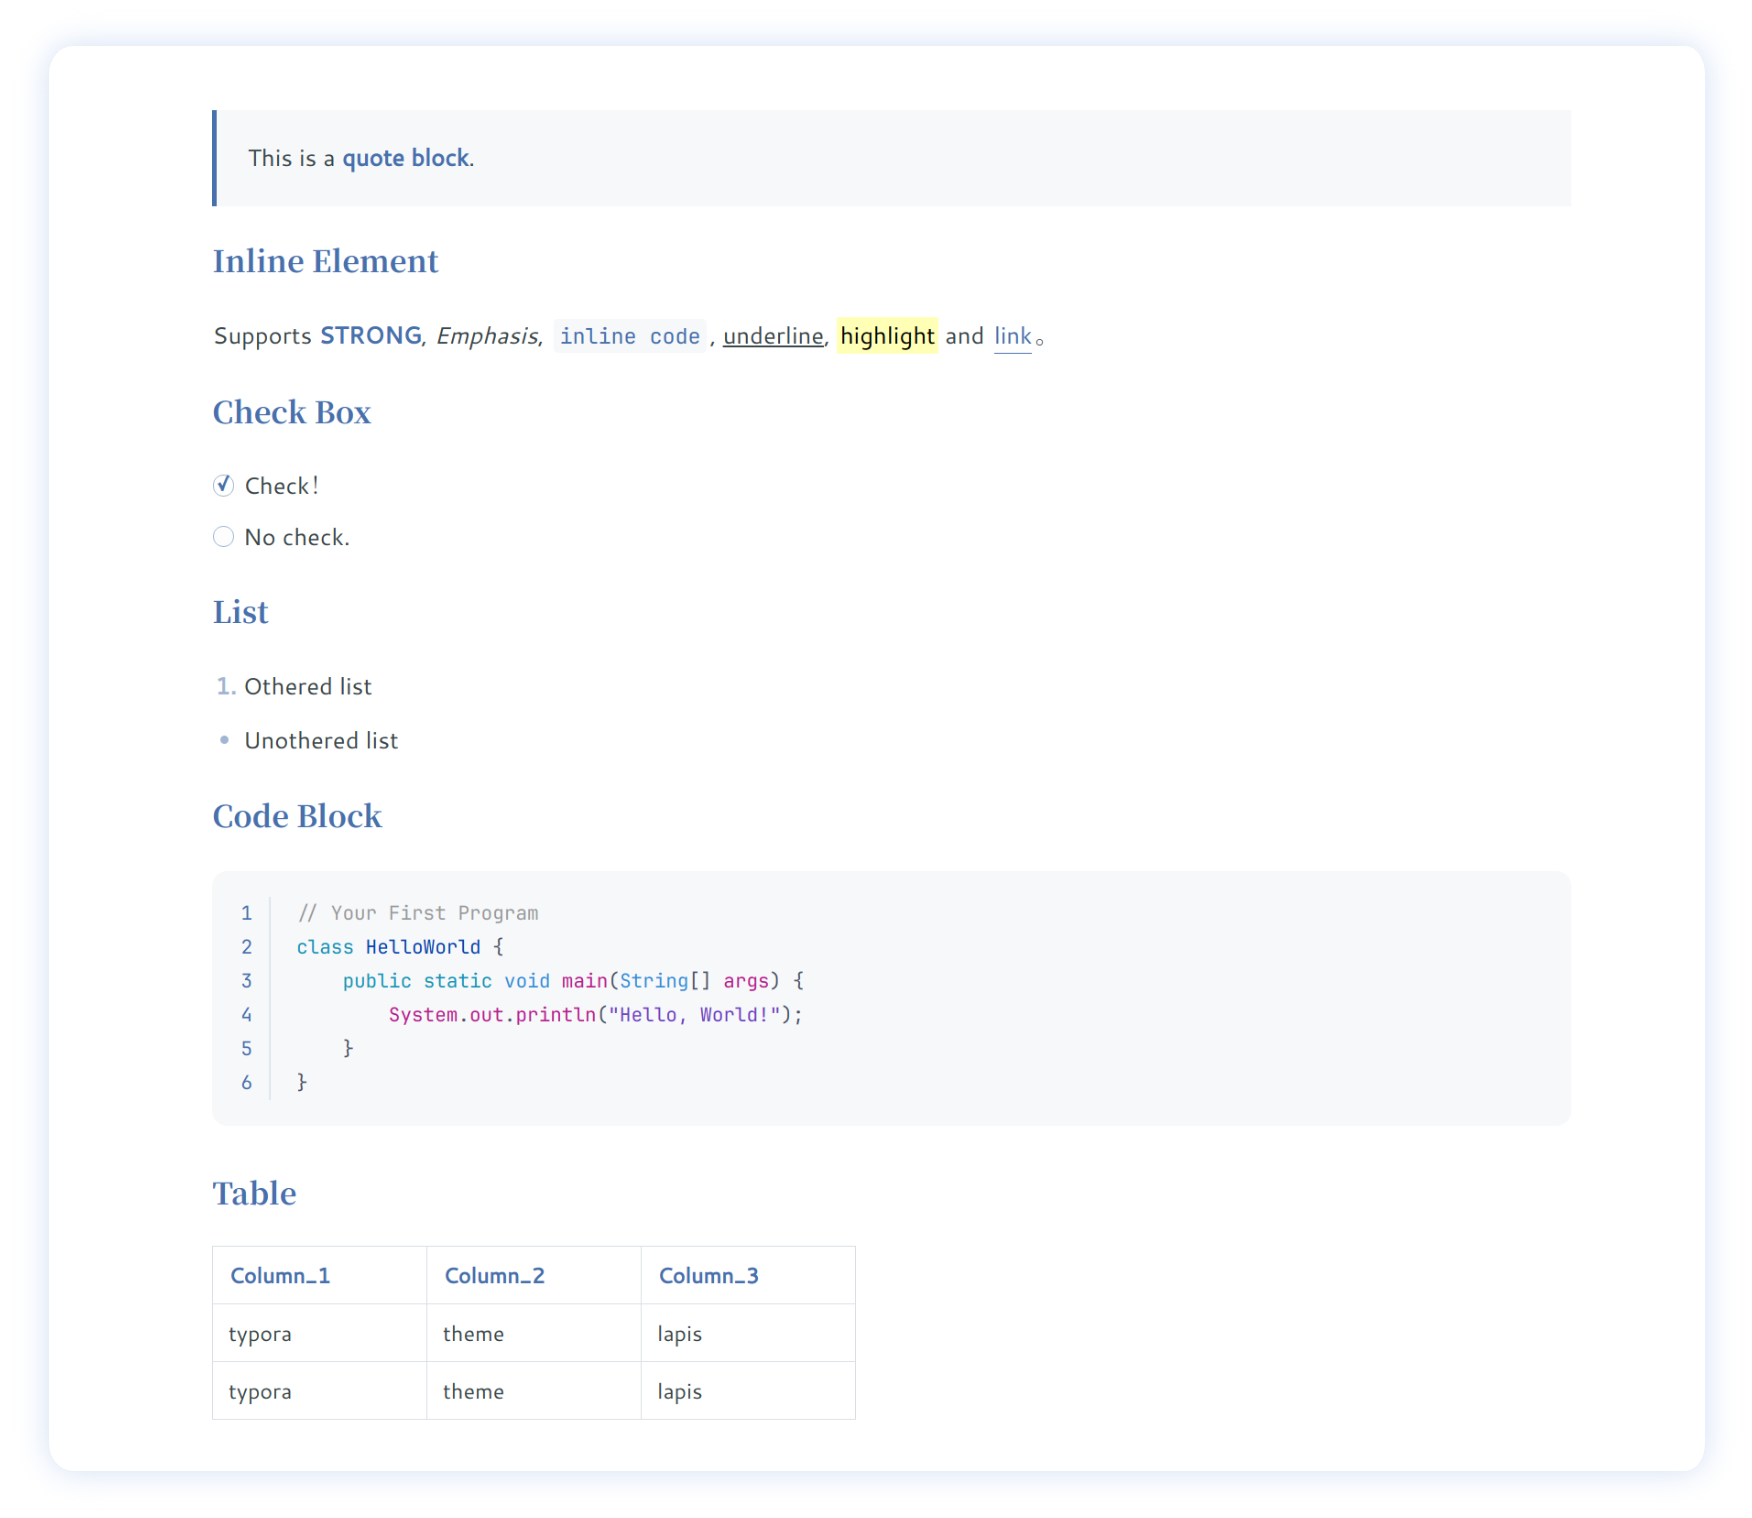 This is a quote block.
Inline Element
Supports STRONG, Emphasis, inline code, underline, highlight and link。
Check Box
Check!
No check.
List
1. Othered list
• Unothered list
Code Block
1 // Your First Program
2 class HelloWorld {
3     public static void main(String[] args) {
4         System.out.println("Hello, World!");
5     }
6 }
Table
Column_1 Column_2 Column_3
typora theme lapis
typora theme lapis